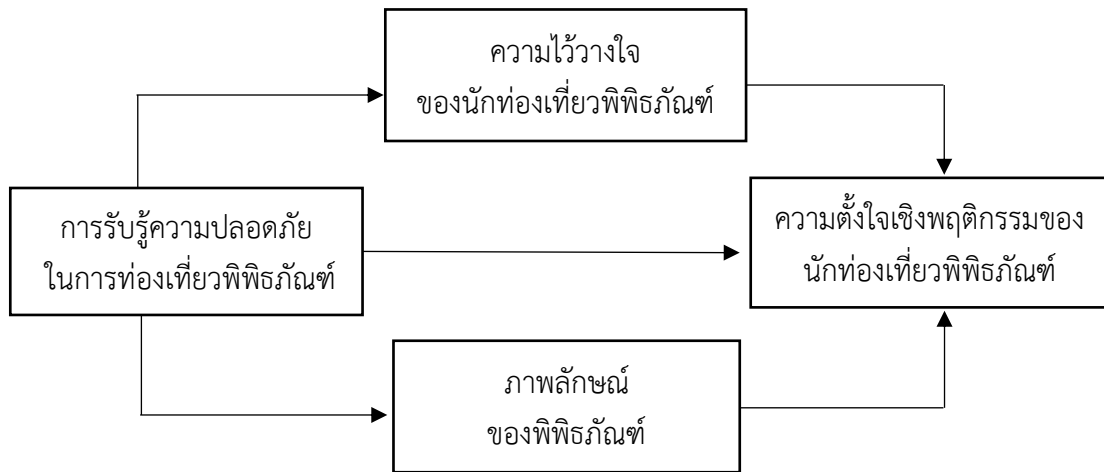 ความไว้วางใจ
ของนักท่องเที่ยวพิพิธภัณฑ์
การรับรู้ความปลอดภัย
ในการท่องเที่ยวพิพิธภัณฑ์
ความตั้งใจเชิงพฤติกรรมของ
นักท่องเที่ยวพิพิธภัณฑ์
ภาพลักษณ์
ของพิพิธภัณฑ์